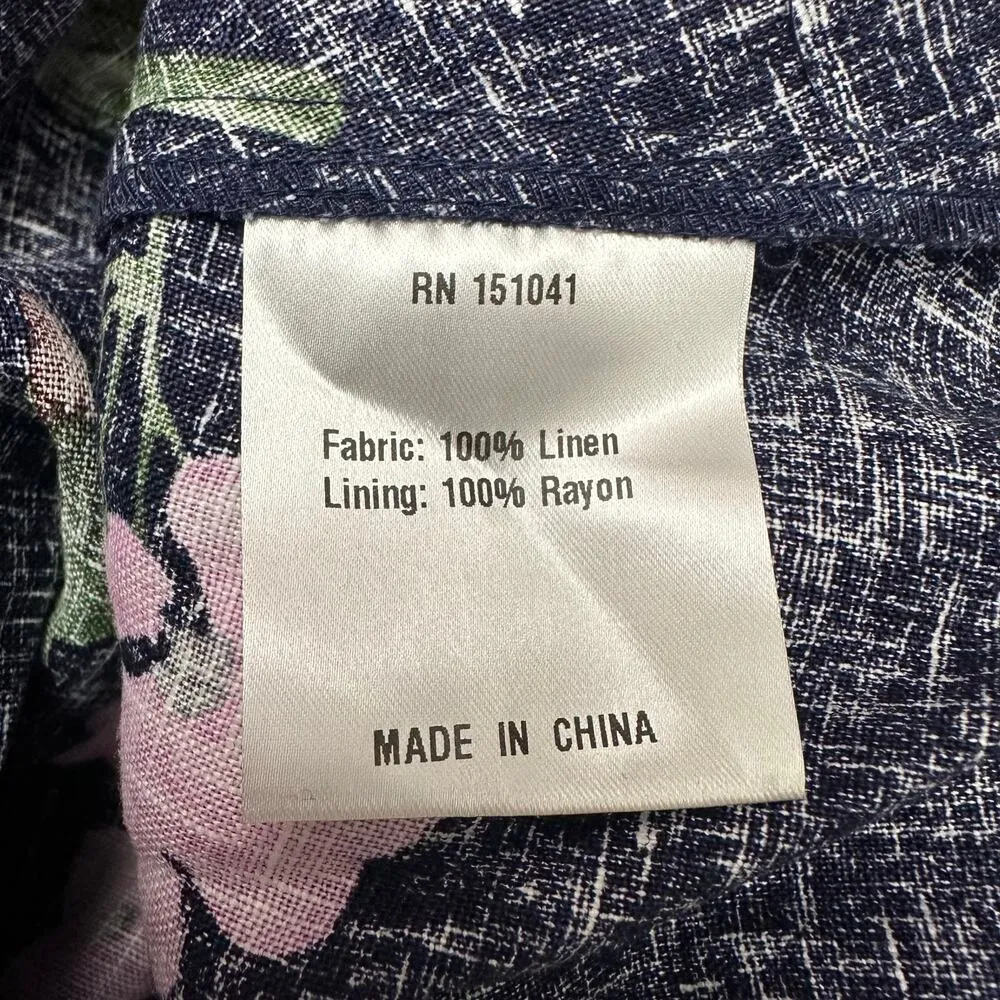 RN 151041
Fabric: 100% Linen
Lining: 100% Rayon
MADE IN CHINA